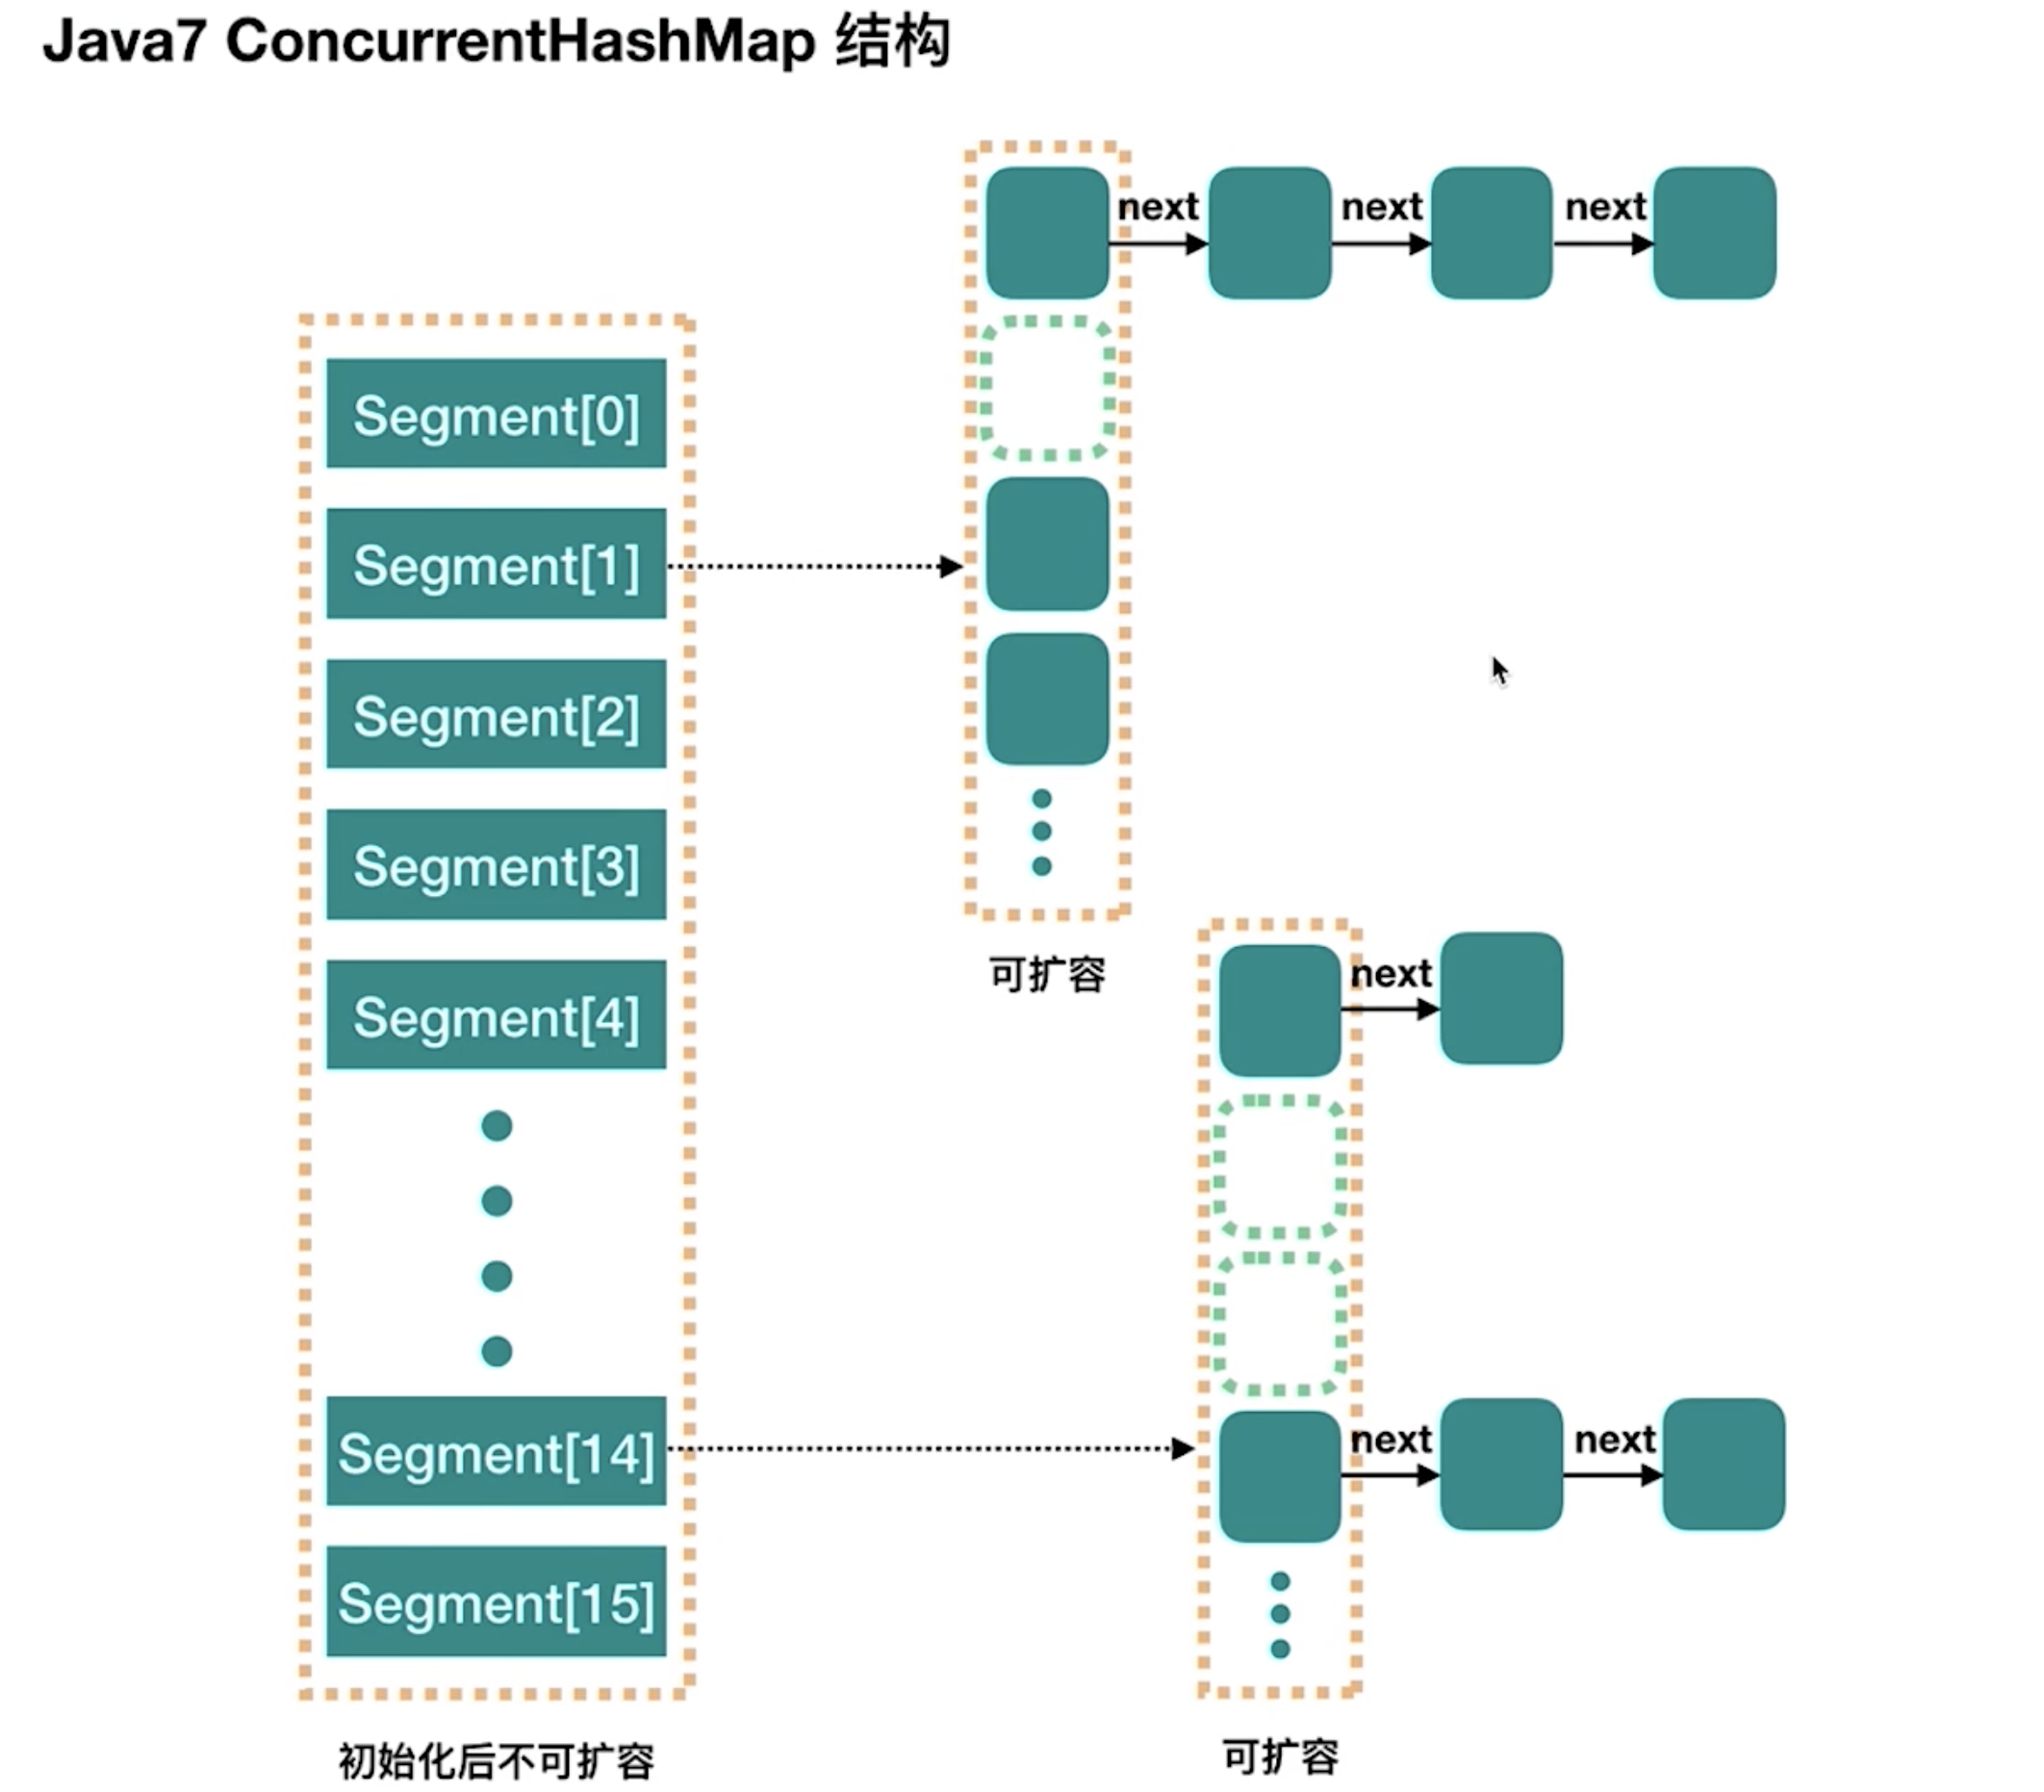 Java7 ConcurrentHashMap 结构
next next next
Segment[0]
Segment[1]
Segment[2]
Segment[3]
Segment[4]
可扩容
next
Segment[14]
next next
Segment[15]
初始化后不可扩容
可扩容